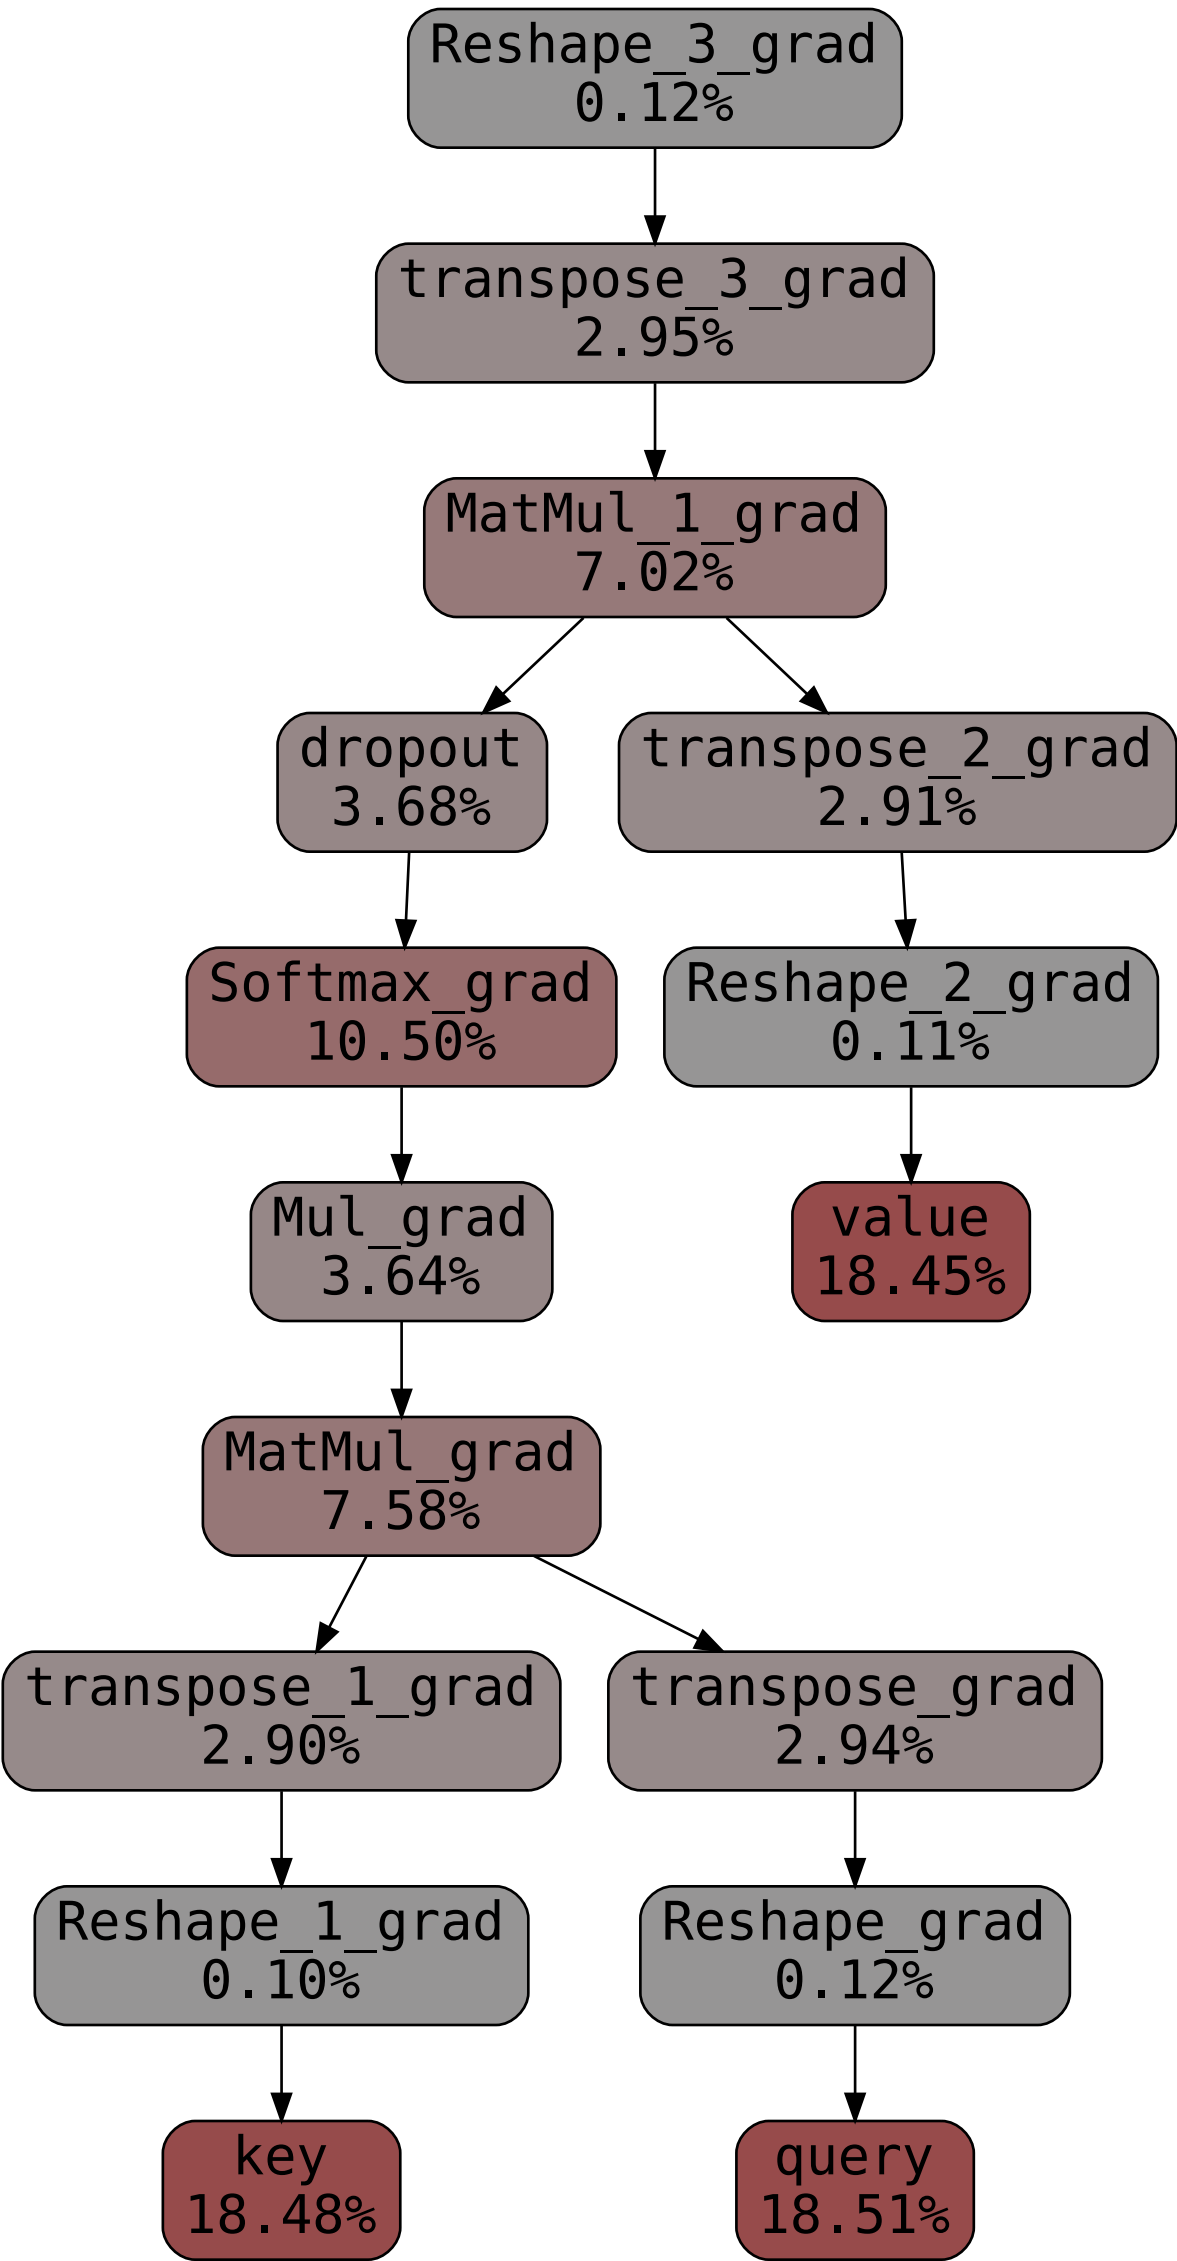 Reshape_3_grad
0.12%
transpose_3_grad
2.95%
MatMul_1_grad
7.02%
dropout
3.68%
transpose_2_grad
2.91%
Softmax_grad
10.50%
Reshape_2_grad
0.11%
Mul_grad
3.64%
value
18.45%
MatMul_grad
7.58%
transpose_1_grad
2.90%
transpose_grad
2.94%
Reshape_1_grad
0.10%
Reshape_grad
0.12%
key
18.48%
query
18.51%